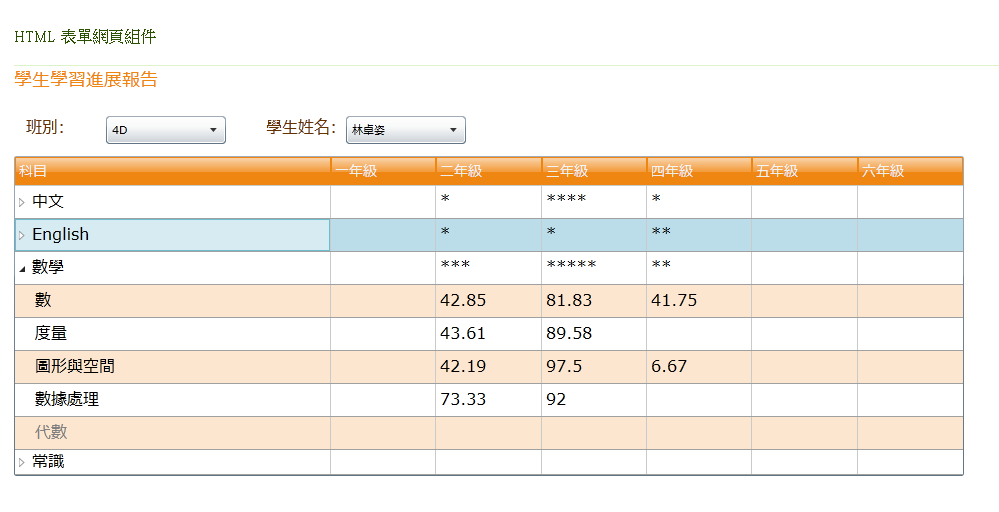 HTML 表單網頁組件
學生學習進展報告
班別: 4D 學生姓名: 林卓姿
科目 一年級 二年級 三年級 四年級 五年級 六年級
中文 * **** *
English * * **
數學 *** ***** **
數 42.85 81.83 41.75
度量 43.61 89.58
圖形與空間 42.19 97.5 6.67
數據處理 73.33 92
代數
常識